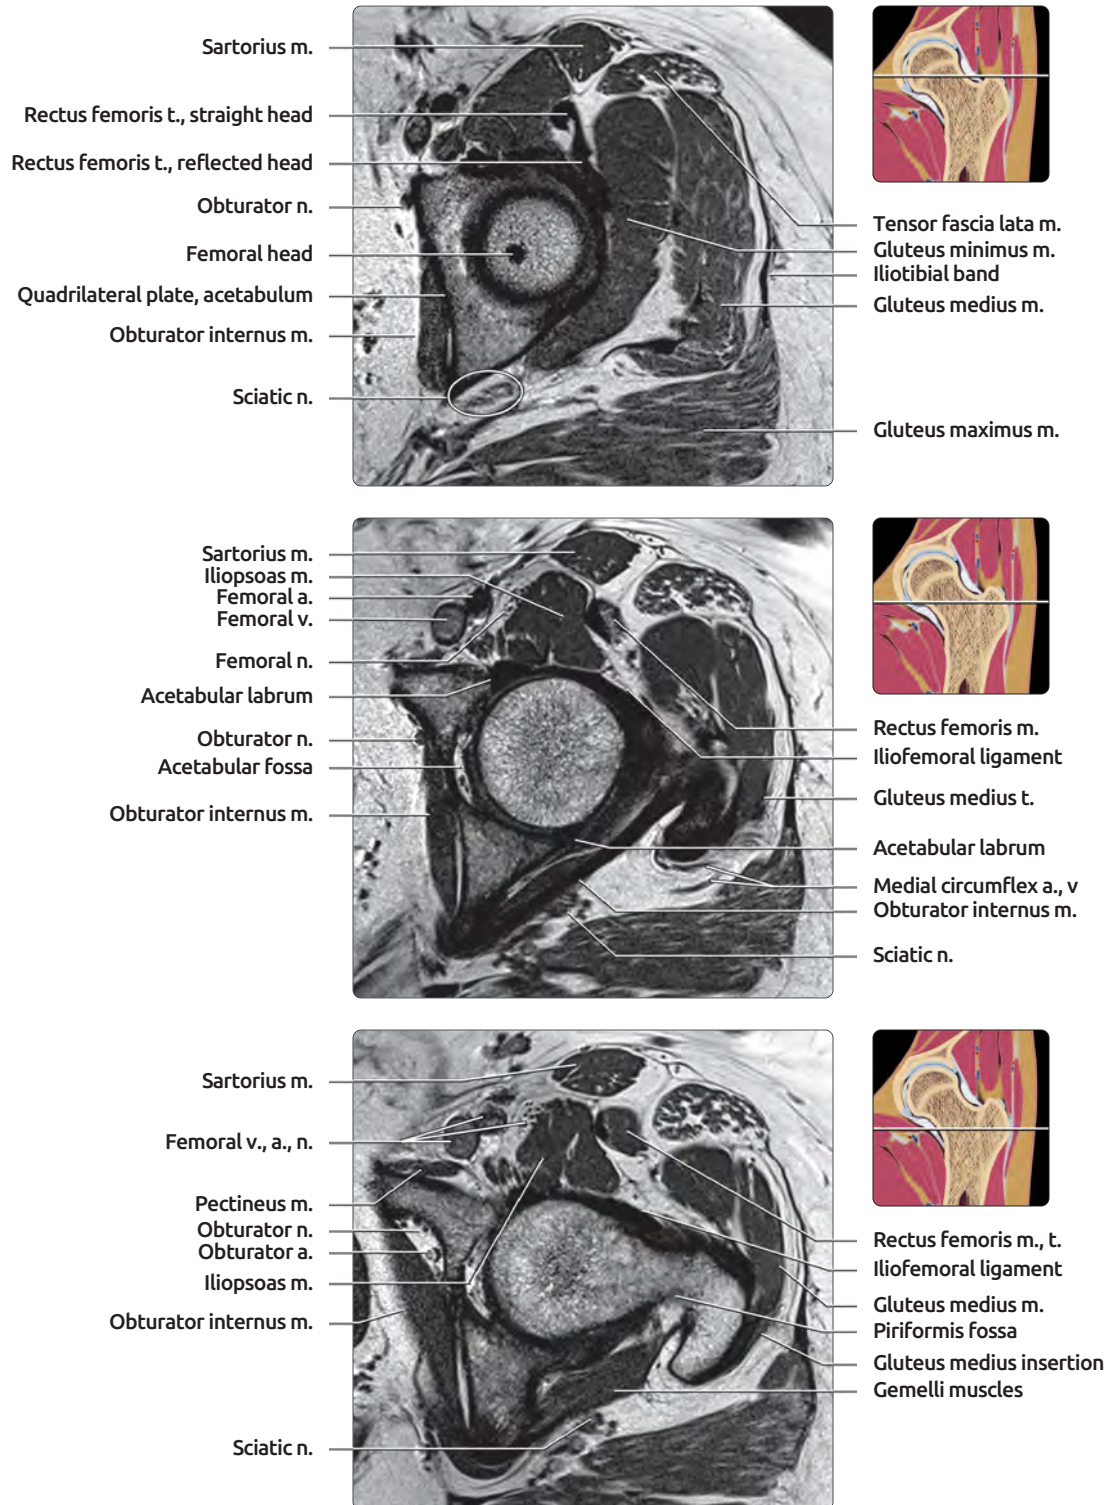 Sartorius m.
Rectus femoris t., straight head
Rectus femoris t., reflected head
Obturator n.
Femoral head
Quadrilateral plate, acetabulum
Obturator internus m.
Sciatic n.
Tensor fascia lata m.
Gluteus minimus m.
Iliotibial band
Gluteus medius m.
Gluteus maximus m.
Sartorius m.
Iliopsoas m.
Femoral a.
Femoral v.
Femoral n.
Acetabular labrum
Obturator n.
Acetabular fossa
Obturator internus m.
Rectus femoris m.
Iliofemoral ligament
Gluteus medius t.
Acetabular labrum
Medial circumflex a., v
Obturator internus m.
Sciatic n.
Sartorius m.
Femoral v., a., n.
Pectineus m.
Obturator n.
Obturator a.
Iliopsoas m.
Obturator internus m.
Sciatic n.
Rectus femoris m., t.
Iliofemoral ligament
Gluteus medius m.
Piriformis fossa
Gluteus medius insertion
Gemelli muscles